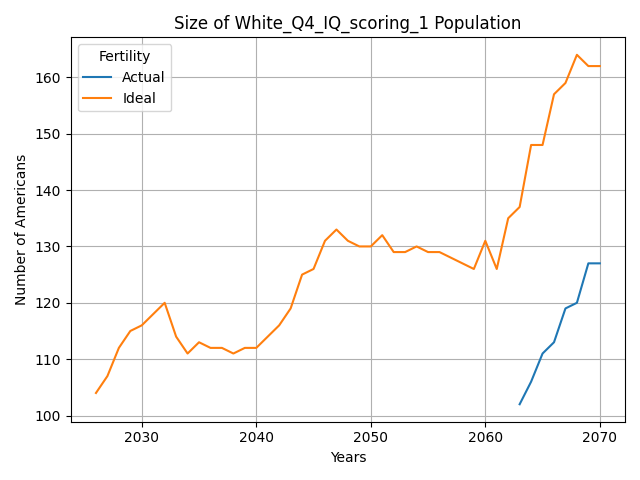 Size of White_Q4_IQ_scoring_1 Population
Fertility
Actual
Ideal
Number of Americans
160
150
140
130
120
110
100
2030
2040
2050
2060
2070
Years